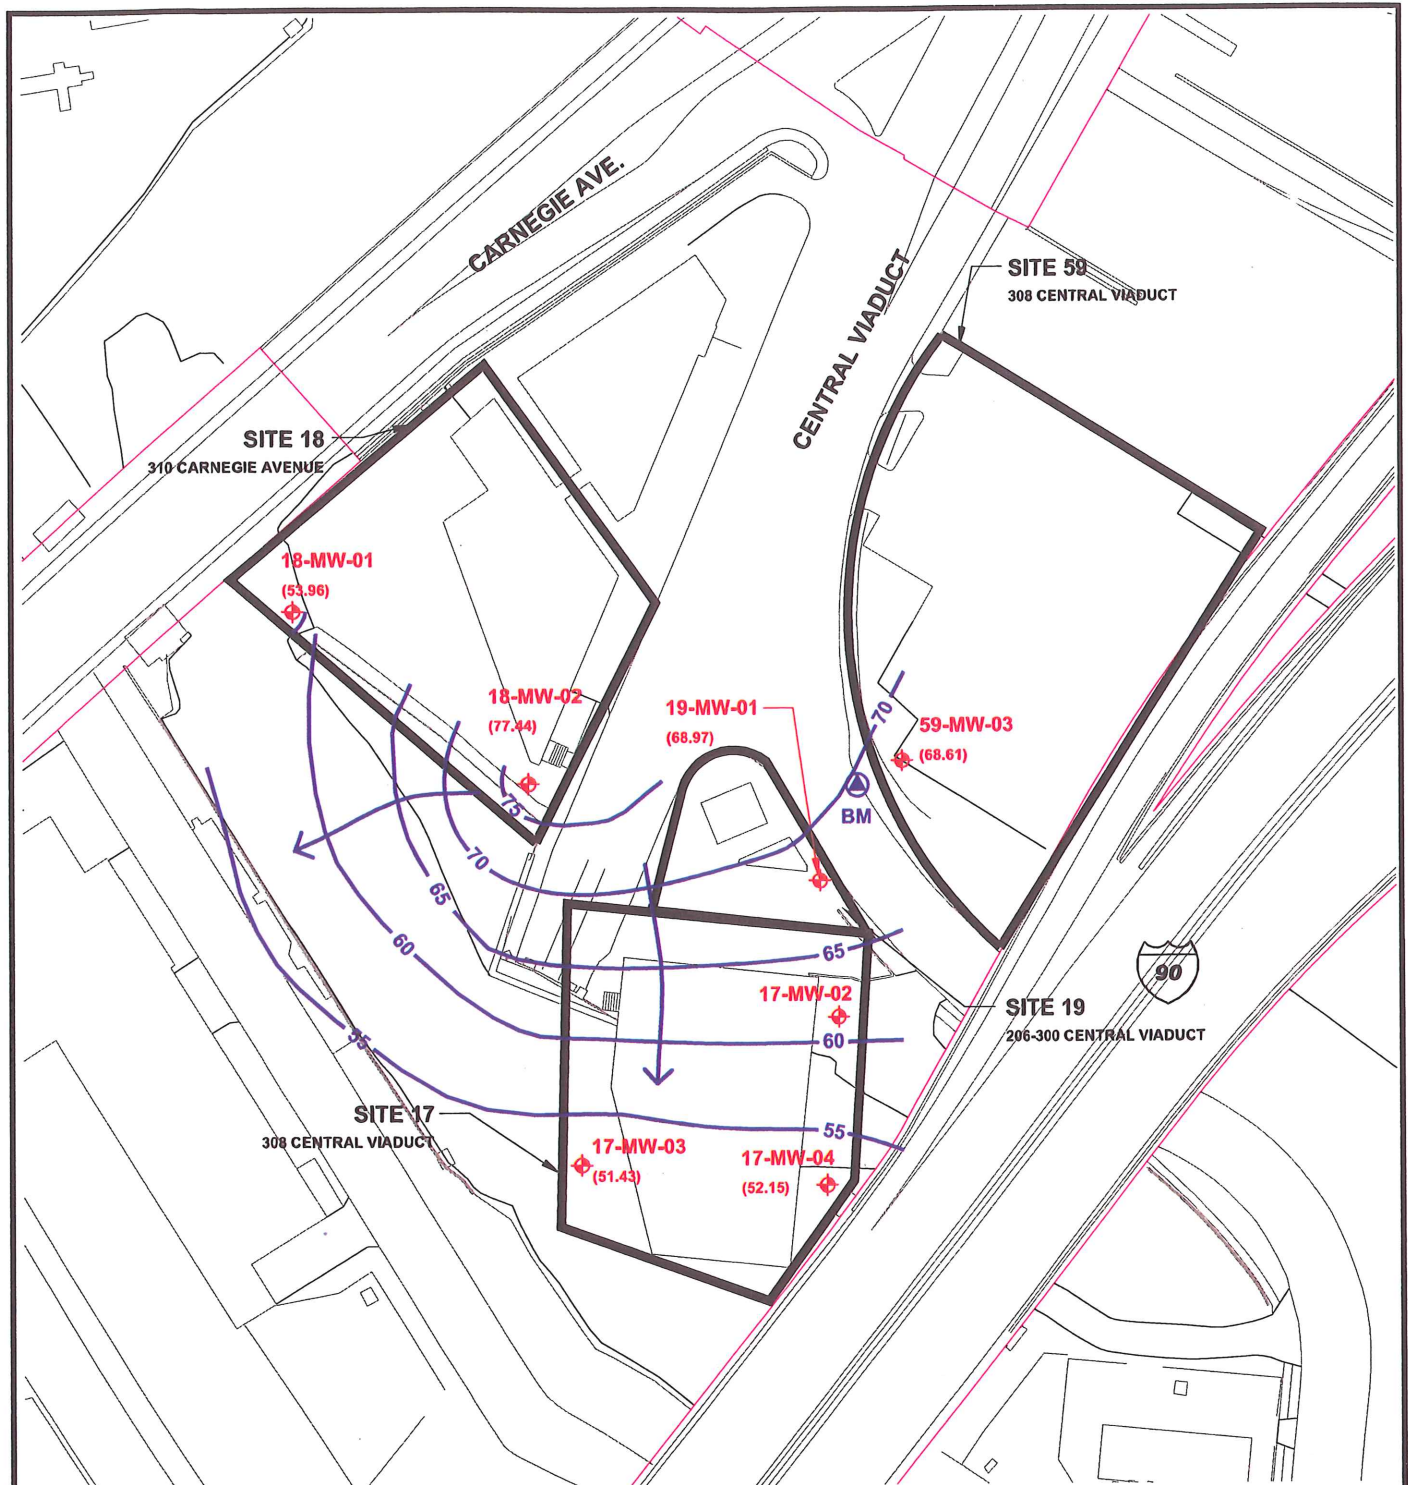 CARNEGIE AVE.
CENTRAL VIADUCT
SITE 59
308 CENTRAL VIADUCT
SITE 18
310 CARNEGIE AVENUE
18-MW-01
(53.96)
18-MW-02
(77.44)
19-MW-01
(68.97)
70
59-MW-03
(68.61)
BM
75
70
65
60
65
90
17-MW-02
SITE 19
206-300 CENTRAL VIADUCT
60
55
SITE 17
308 CENTRAL VIADUCT
55
17-MW-03
(51.43)
17-MW-04
(52.15)